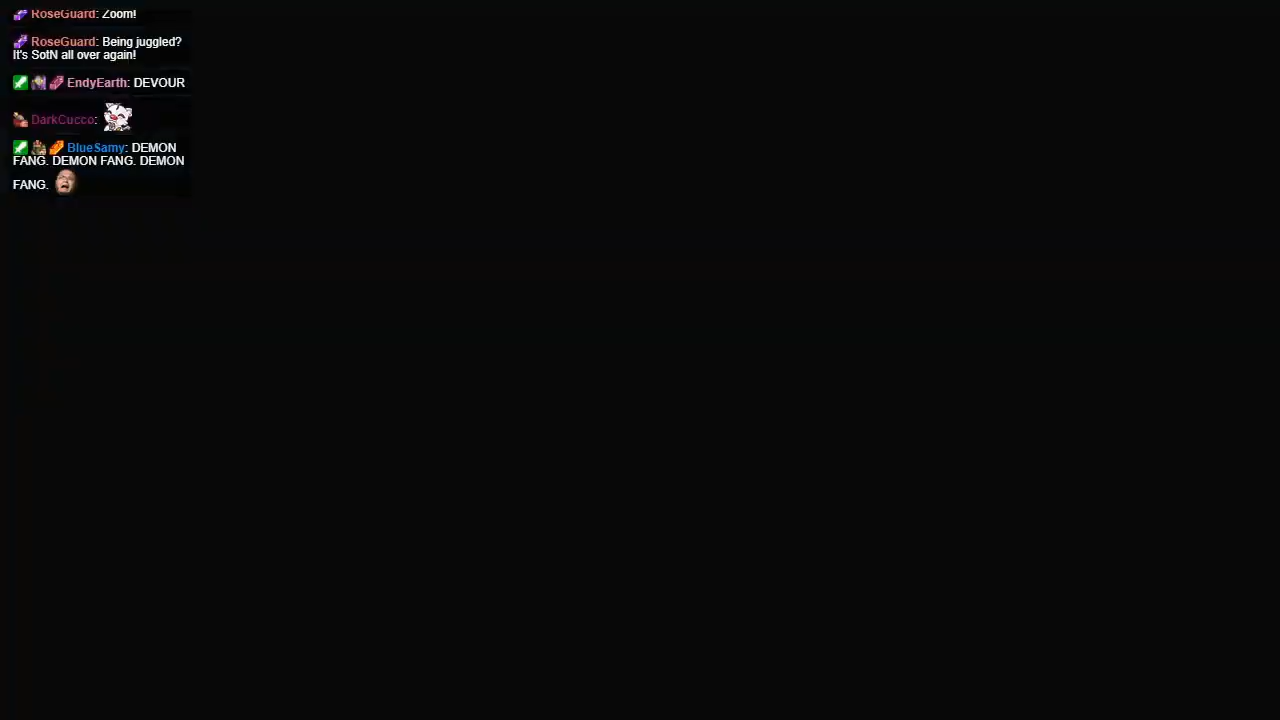 RoseGuard: Zoom!
RoseGuard: Being juggled?
It's SotN all over again!
EndyEarth: DEVOUR
DarkCucco:
BlueSamy: DEMON
FANG. DEMON FANG. DEMON
FANG.